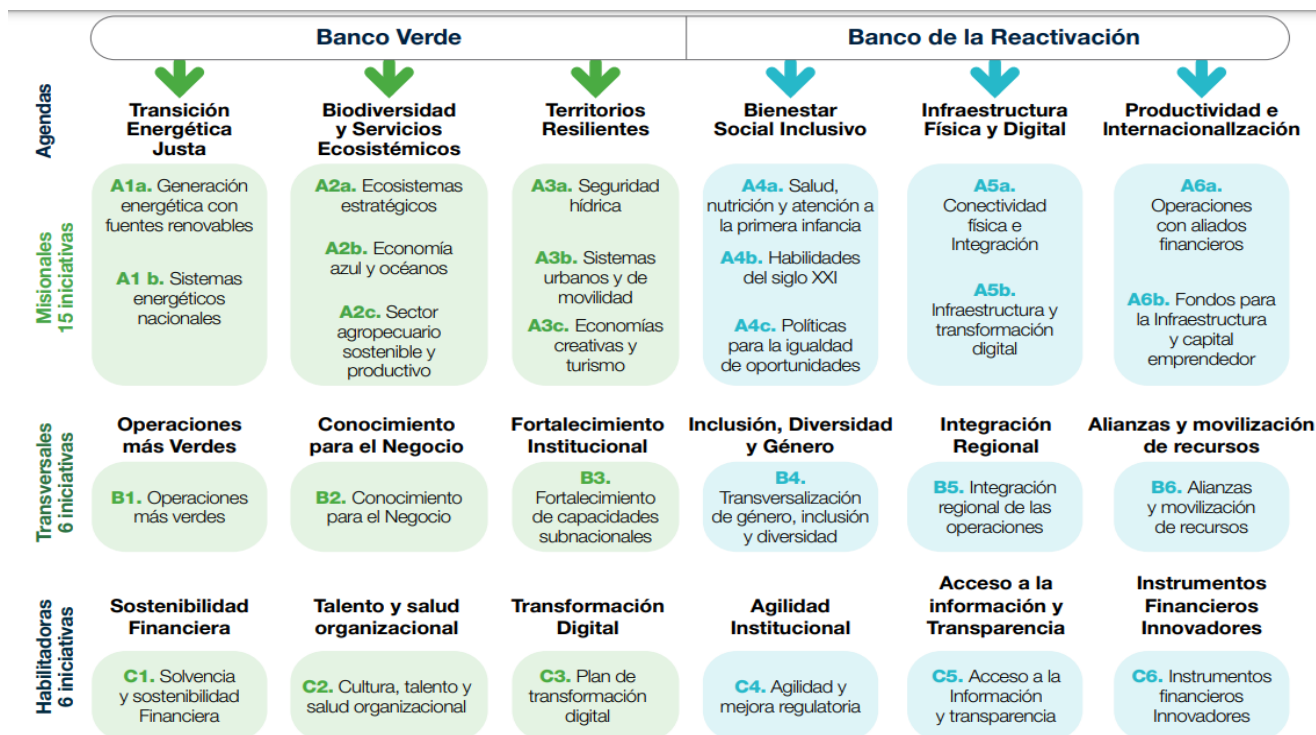 Banco Verde
Banco de la Reactivación
Agendas
Transición
Energética
Justa
Biodiversidad
y Servicios
Ecosistémicos
Territorios
Resilientes
Bienestar
Social Inclusivo
Infraestructura
Física y Digital
Productividad e
Internacionallzación
Misionales
15 iniciativas
A1a. Generación
energética con
fuentes renovables
A1 b. Sistemas
energéticos
nacionales
A2a. Ecosistemas
estratégicos
A2b. Economía
azul y océanos
A2c. Sector
agropecuario
sostenible y
productivo
A3a. Seguridad
hídrica
A3b. Sistemas
urbanos y de
movilidad
A3c. Economías
creativas y
turismo
A4a. Salud,
nutrición y atención a
la primera infancia
A4b. Habilidades
del siglo XXI
A4c. Políticas
para la igualdad
de oportunidades
A5a.
Conectividad
física e
Integración
A5b.
Infraestructura y
transformación
digital
A6a.
Operaciones
con aliados
financieros
A6b. Fondos para
la Infraestructura
y capital
emprendedor
Transversales
6 iniciativas
Operaciones
más Verdes
B1. Operaciones
más verdes
Conocimiento
para el Negocio
B2. Conocimiento
para el Negocio
Fortalecimiento
Institucional
B3.
Fortalecimiento
de capacidades
subnacionales
Inclusión, Diversidad
y Género
B4.
Transversalización
de género, inclusión
y diversidad
Integración
Regional
B5. Integración
regional de las
operaciones
Alianzas y movilización
de recursos
B6. Alianzas
y movilización
de recursos
Habilitadoras
6 iniciativas
Sostenibilidad
Financiera
C1. Solvencia
y sostenibilidad
Financiera
Talento y salud
organizacional
C2. Cultura, talento y
salud organizacional
Transformación
Digital
C3. Plan de
transformación
digital
Agilidad
Institucional
C4. Agilidad y
mejora regulatoria
Acceso a la
información y
Transparencia
C5. Acceso a la
Información
y transparencia
Instrumentos
Financieros
Innovadores
C6. Instrumentos
financieros
Innovadores